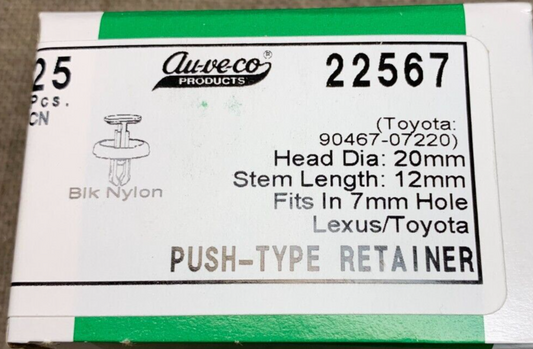 25
Pcs.
CN
au-ve-co®
PRODUCTS
22567
(Toyota:
90467-07220)
Head Dia: 20mm
Stem Length: 12mm
Fits In 7mm Hole
Lexus/Toyota
Blk Nylon
PUSH-TYPE RETAINER